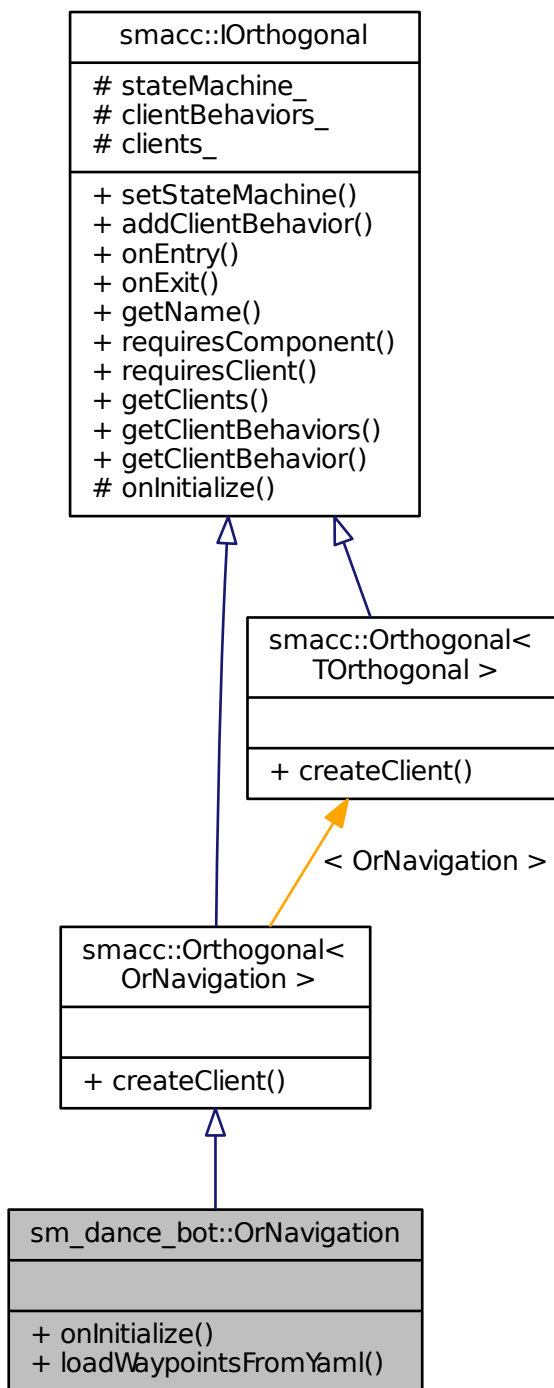 smacc::IOrthogonal
# stateMachine_
# clientBehaviors_
# clients_
+ setStateMachine()
+ addClientBehavior()
+ onEntry()
+ onExit()
+ getName()
+ requiresComponent()
+ requiresClient()
+ getClients()
+ getClientBehaviors()
+ getClientBehavior()
# onInitialize()
smacc::Orthogonal<
TOrthogonal >
+ createClient()
< OrNavigation >
smacc::Orthogonal<
OrNavigation >
+ createClient()
sm_dance_bot::OrNavigation
+ onInitialize()
+ loadWaypointsFromYaml()